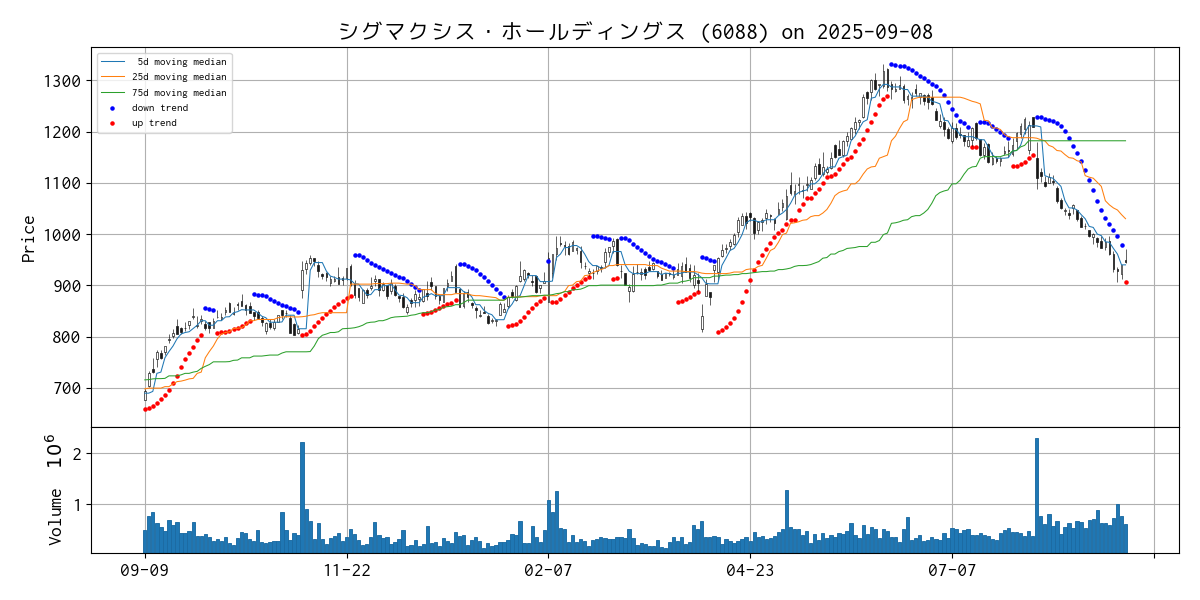 シグマクシス・ホールディングス (6088) on 2025-09-08
5d moving median
25d moving median
75d moving median
down trend
up trend
Price
1300
1200
1100
1000
900
800
700
Volume 10^6
2
1
09-09
11-22
02-07
04-23
07-07